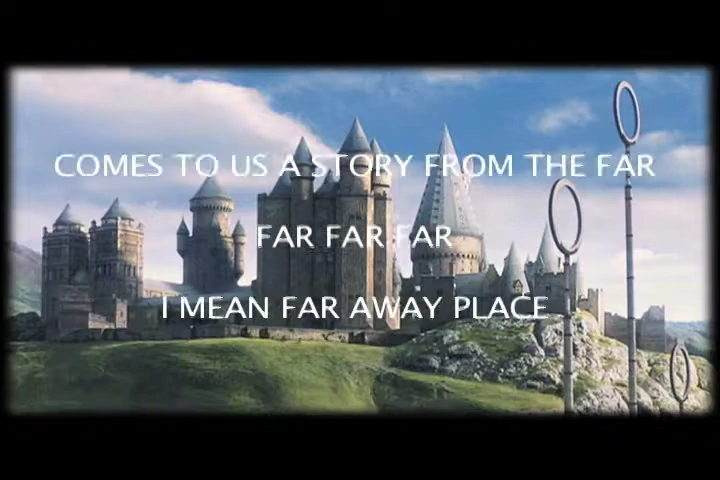 COMES TO US A STORY FROM THE FAR
FAR FAR FAR
I MEAN FAR AWAY PLACE